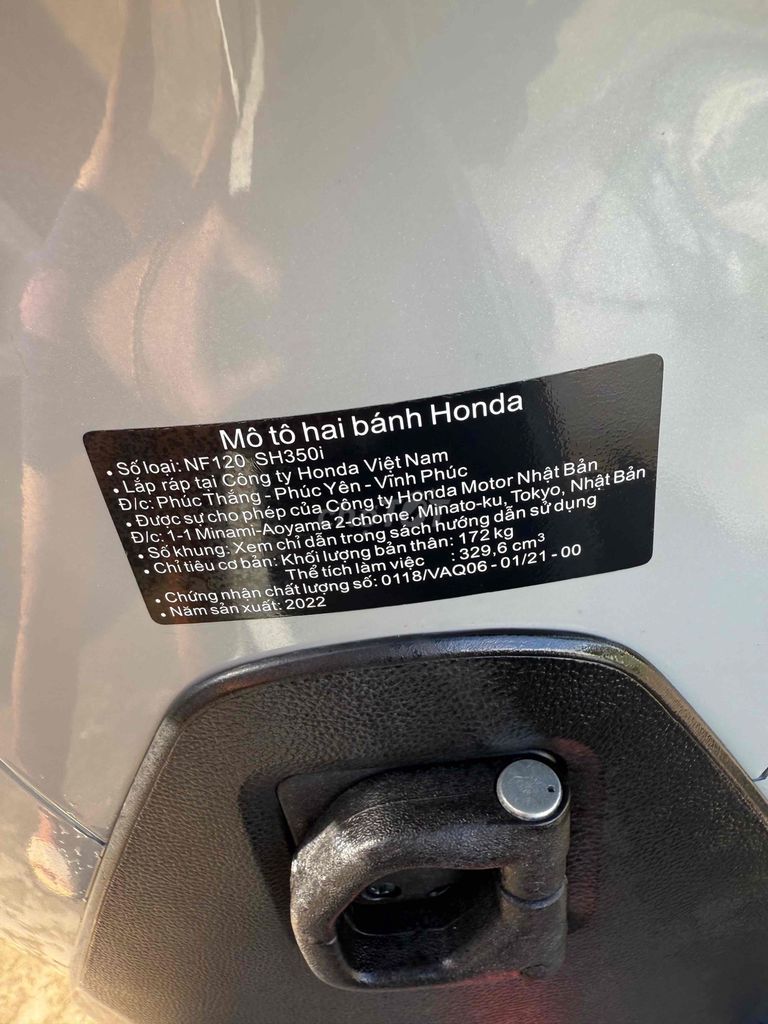 Mô tô hai bánh Honda
• Số loại: NF120 SH350i
• Lắp ráp tại Công ty Honda Việt Nam
Đ/c: Phúc Thắng - Phúc Yên - Vĩnh Phúc
• Được sự cho phép của Công ty Honda Motor Nhật Bản
Đ/c: 1-1 Minami-Aoyama 2-chome, Minato-ku, Tokyo, Nhật Bản
• Số khung: Xem chỉ dẫn trong sách hướng dẫn sử dụng
• Chỉ tiêu cơ bản: Khối lượng bản thân: 172 kg
Thể tích làm việc : 329,6 cm³
• Chứng nhận chất lượng số: 0118/VAQ06 - 01/21 - 00
• Năm sản xuất: 2022